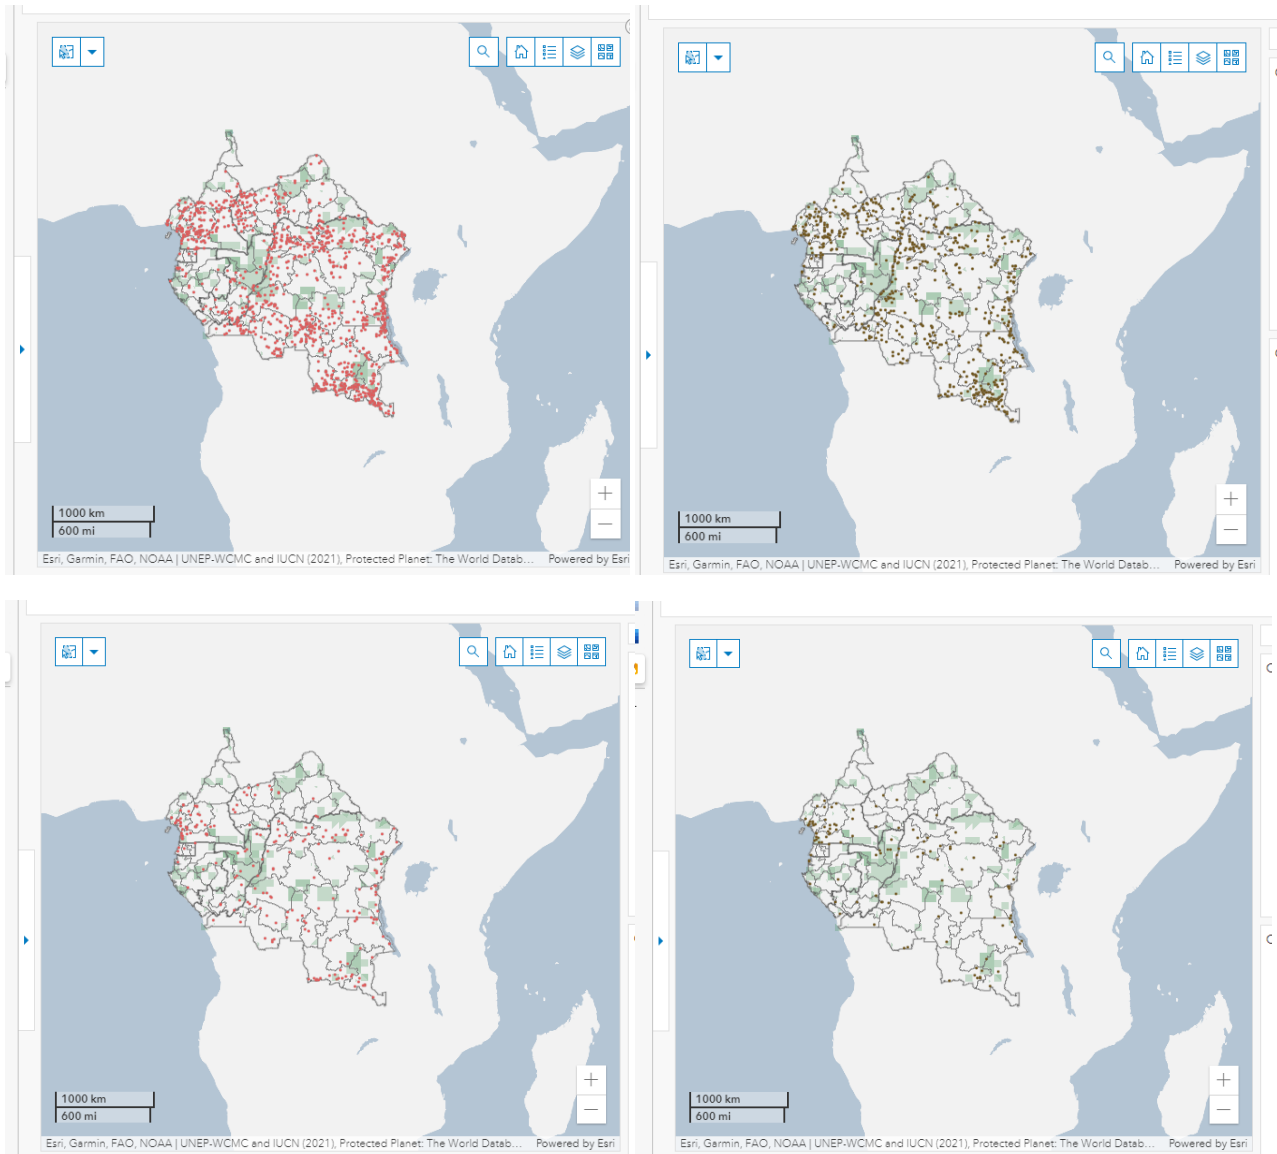 1000 km
600 mi
Esri, Garmin, FAO, NOAA | UNEP-WCMC and IUCN (2021), Protected Planet: The World Datab... Powered by Esri
1000 km
600 mi
Esri, Garmin, FAO, NOAA | UNEP-WCMC and IUCN (2021), Protected Planet: The World Datab... Powered by Esri
1000 km
600 mi
Esri, Garmin, FAO, NOAA | UNEP-WCMC and IUCN (2021), Protected Planet: The World Datab... Powered by Esri
1000 km
600 mi
Esri, Garmin, FAO, NOAA | UNEP-WCMC and IUCN (2021), Protected Planet: The World Datab... Powered by Esri